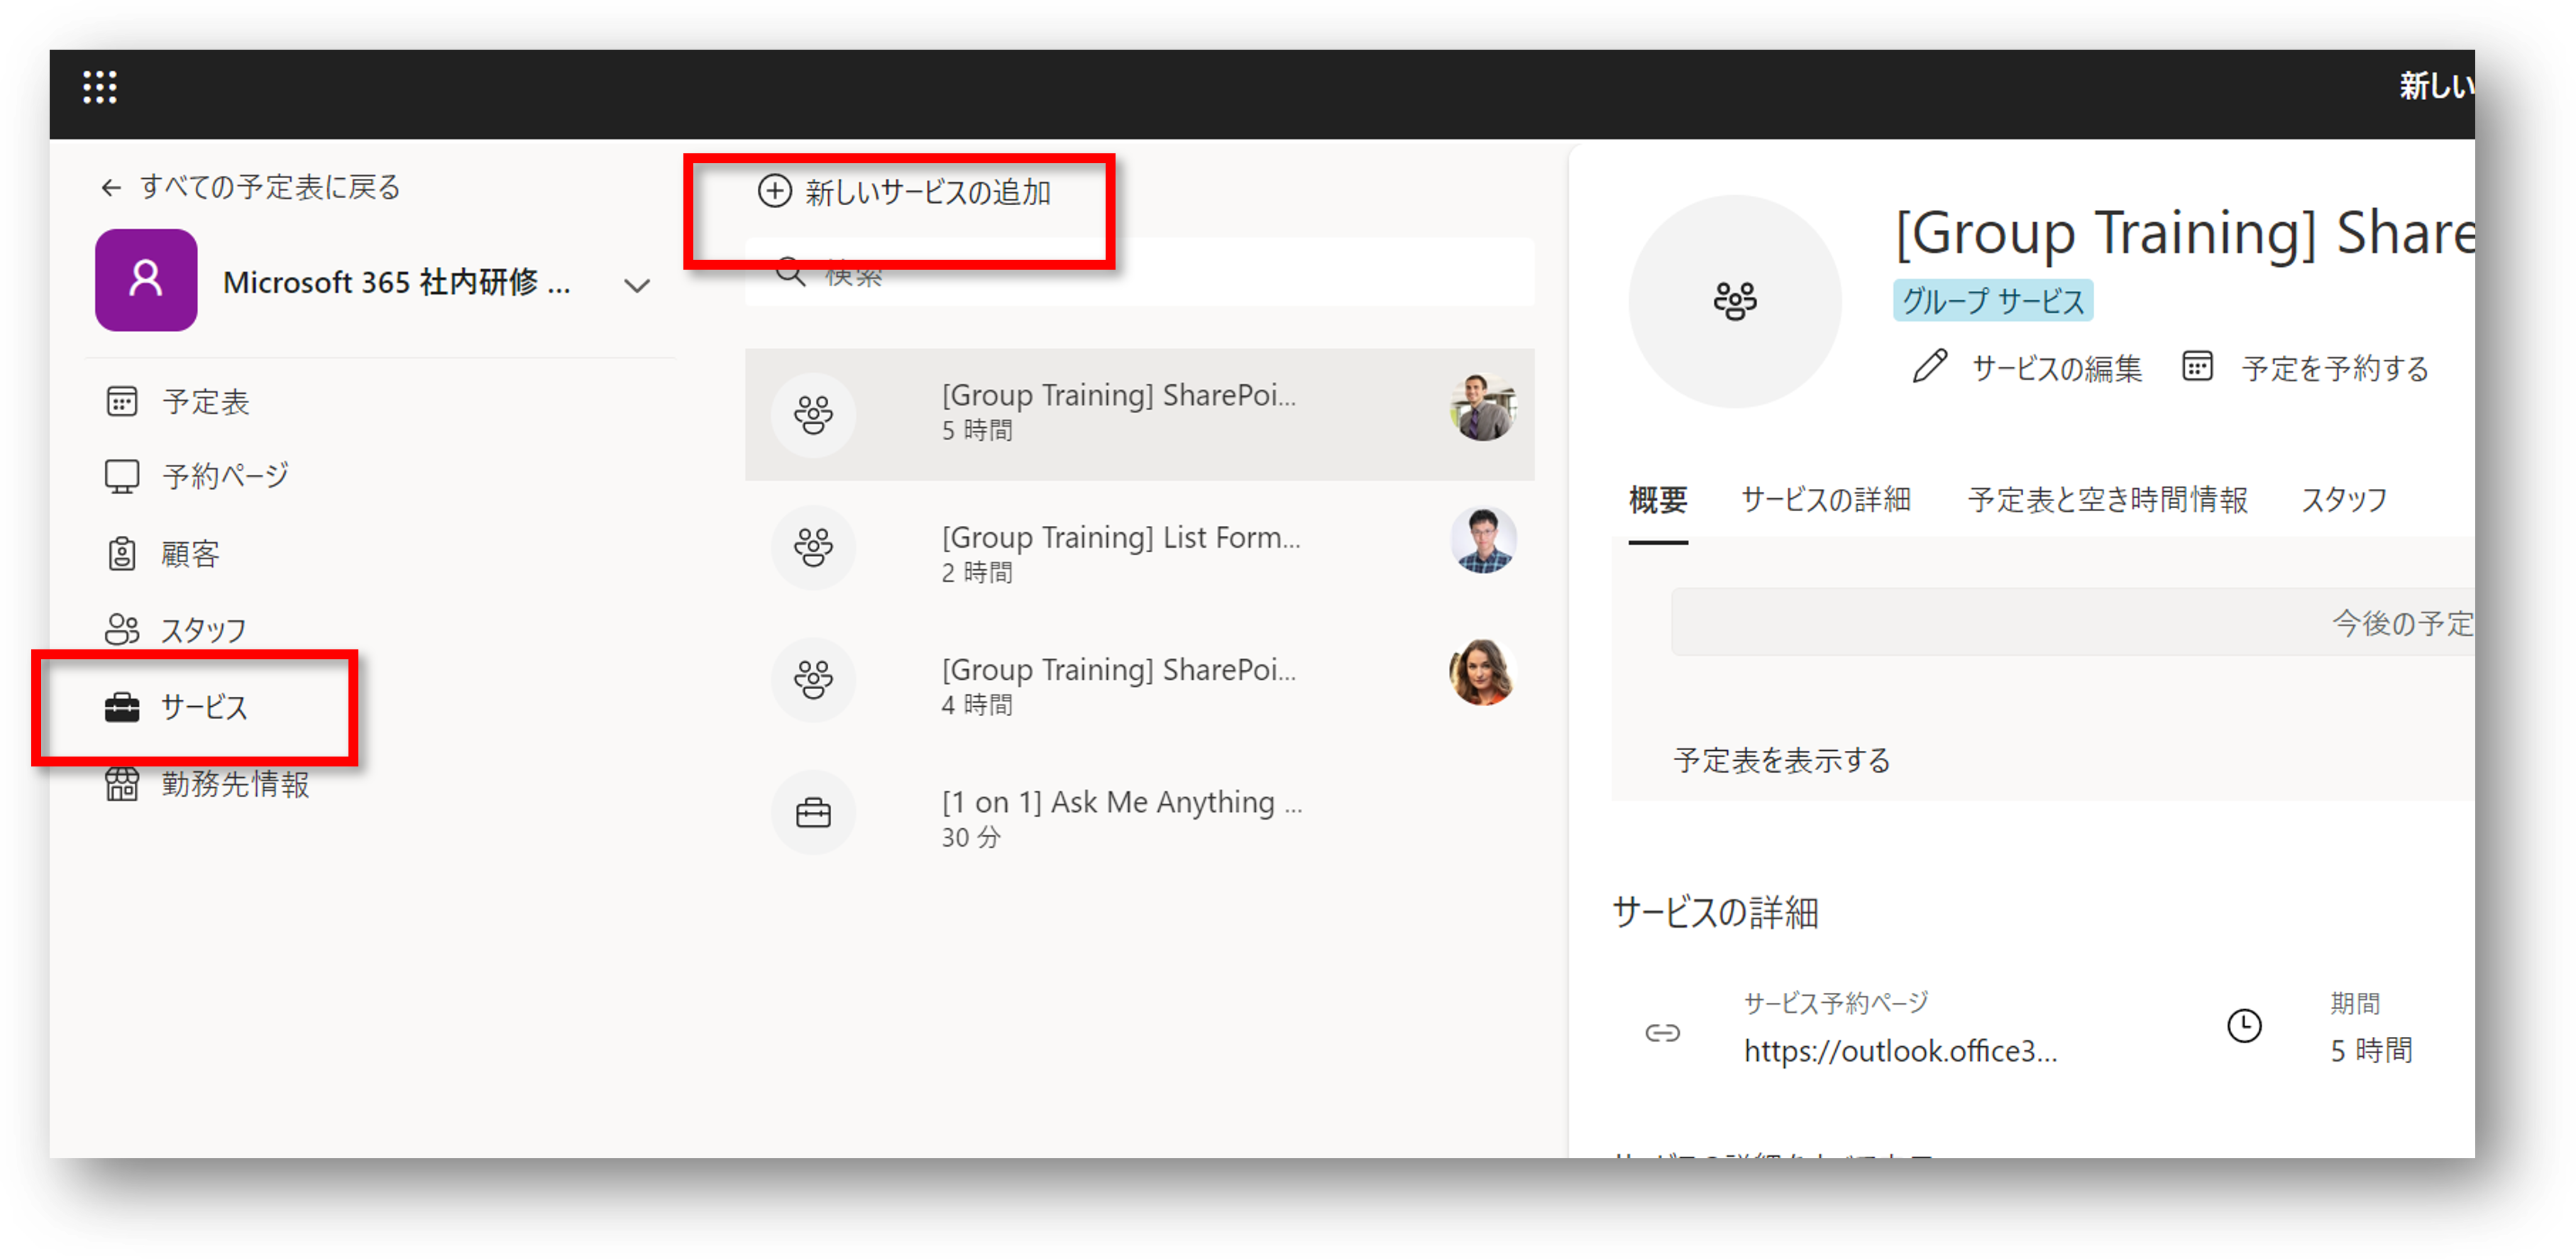 新しい
すべての予定表に戻る
Microsoft 365 社内研修 ...
予定表
予約ページ
顧客
スタッフ
サービス
勤務先情報
新しいサービスの追加
検索
[Group Training] SharePoi...
5 時間
[Group Training] List Form...
2 時間
[Group Training] SharePoi...
4 時間
[1 on 1] Ask Me Anything ...
30 分
[Group Training] Share
グループ サービス
サービスの編集 予定を予約する
概要 サービスの詳細 予定表と空き時間情報 スタッフ
今後の予定
予定表を表示する
サービスの詳細
サービス予約ページ
https://outlook.office3...
期間
5 時間